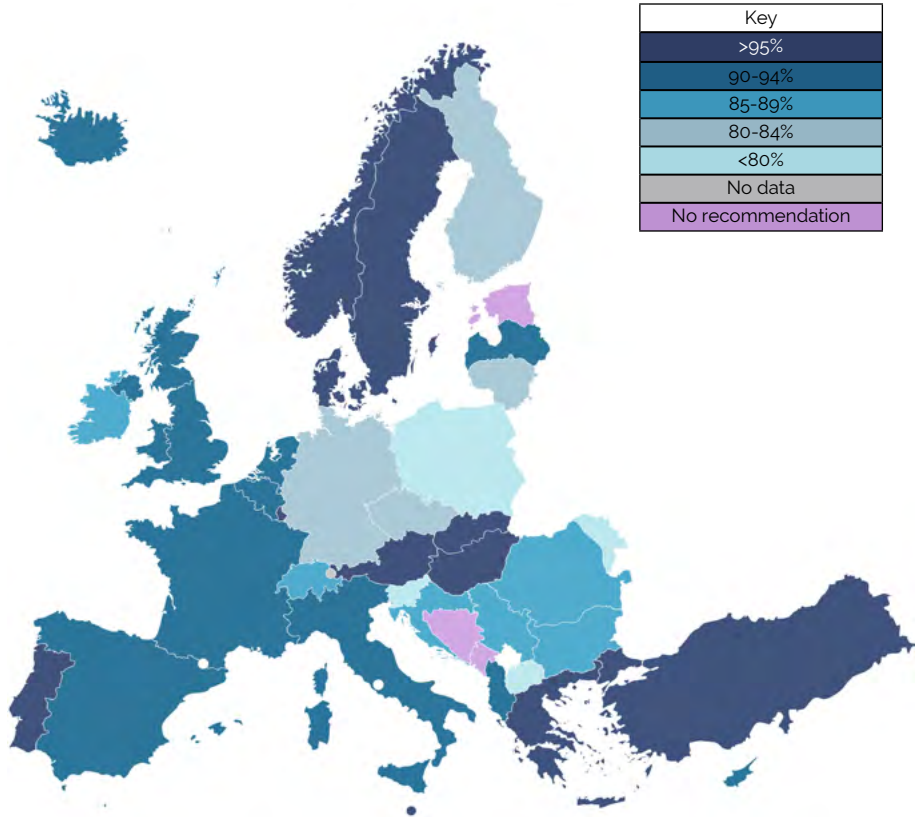 Key
>95%
90-94%
85-89%
80-84%
<80%
No data
No recommendation